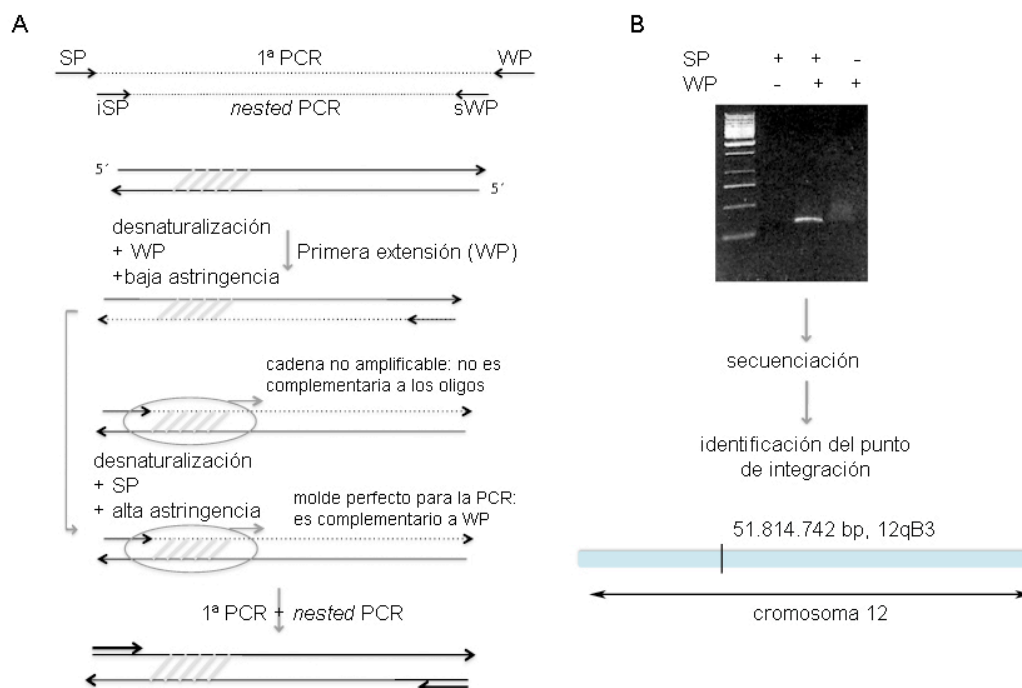 A
SP 1ª PCR WP
iSP nested PCR sWP
5´
5´
desnaturalización
+ WP
+baja astringencia
Primera extensión (WP)
cadena no amplificable: no es
complementaria a los oligos
desnaturalización
+ SP
+ alta astringencia
molde perfecto para la PCR:
es complementario a WP
1ª PCR + nested PCR
B
SP + + -
WP - + +
secuenciación
identificación del punto
de integración
51.814.742 bp, 12qB3
cromosoma 12